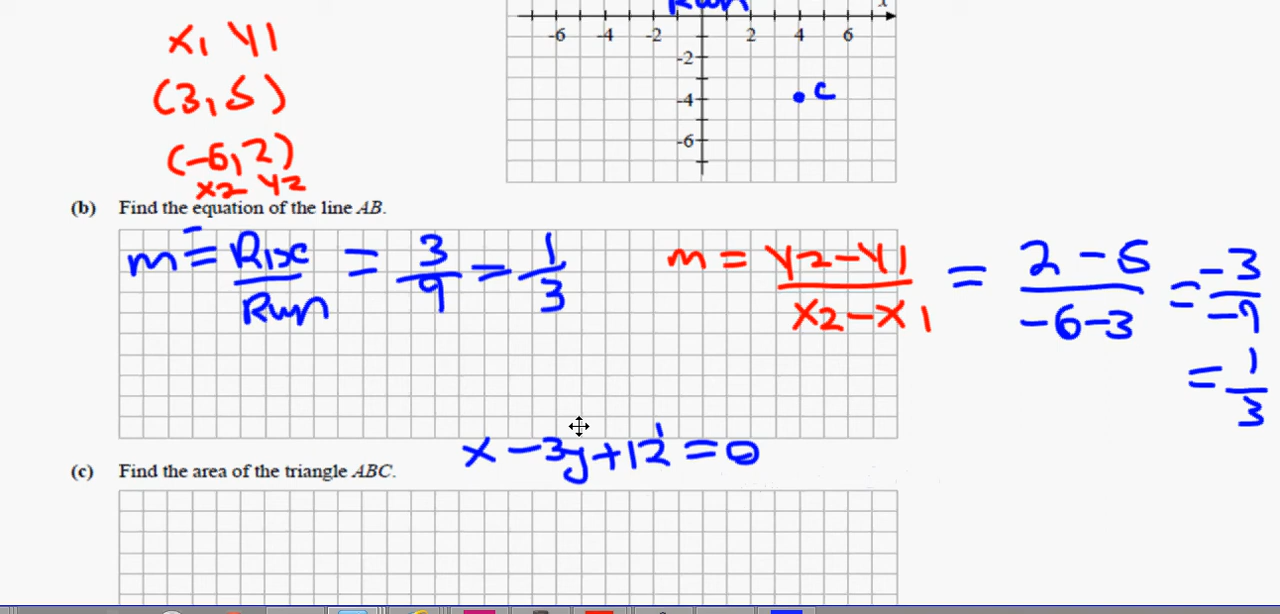 Run
x
-6 -4 -2 2 4 6
-2
-4
-6
C
x1 y1
(3, 5)
(-6, 2)
x2 y2
(b) Find the equation of the line AB.
m = Rise/Run = 3/9 = 1/3
m = y2-y1/x2-x1 = 2-5/-6-3 = -3/-9
= 1/3
x - 3y + 12 = 0
(c) Find the area of the triangle ABC.